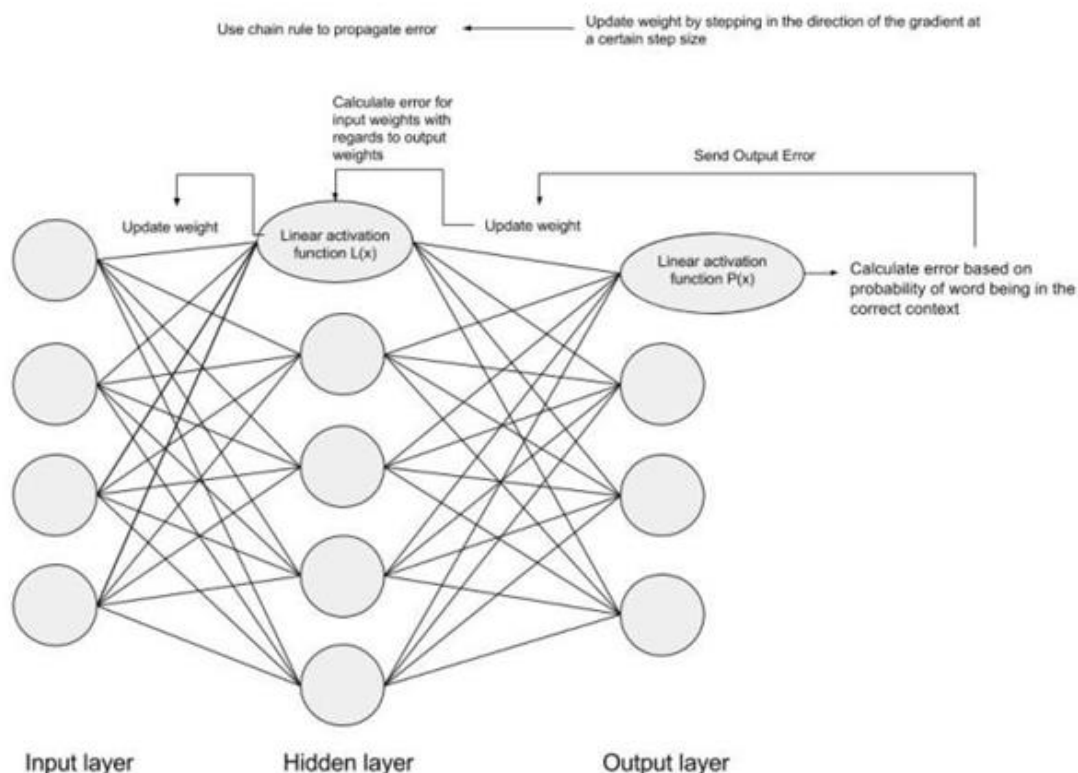 Use chain rule to propagate error
Update weight by stepping in the direction of the gradient at
a certain step size
Calculate error for
input weights with
regards to output
weights
Send Output Error
Update weight
Update weight
Linear activation
function L(x)
Linear activation
function P(x)
Calculate error based on
probability of word being in the
correct context
Input layer
Hidden layer
Output layer